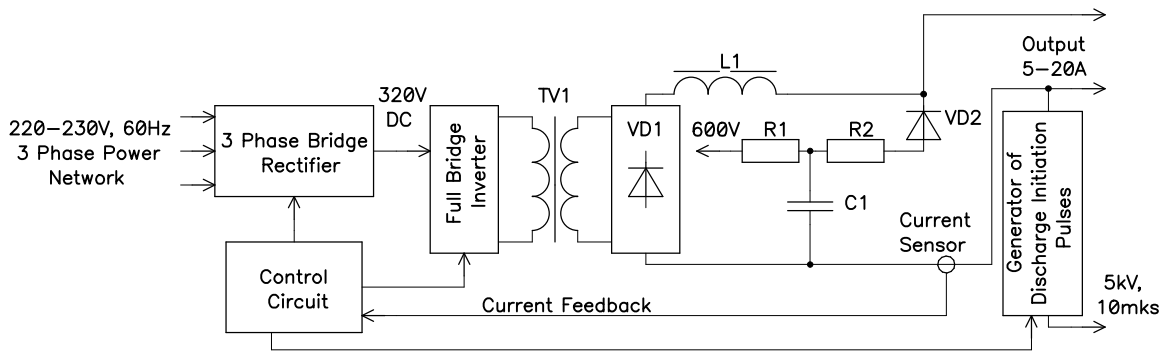 220-230V, 60Hz
3 Phase Power
Network
3 Phase Bridge
Rectifier
320V
DC
Full Bridge
Inverter
TV1
VD1
L1
600V
R1
R2
VD2
C1
Output
5-20A
Current
Sensor
Generator of
Discharge Initiation
Pulses
5kV,
10mks
Control
Circuit
Current Feedback